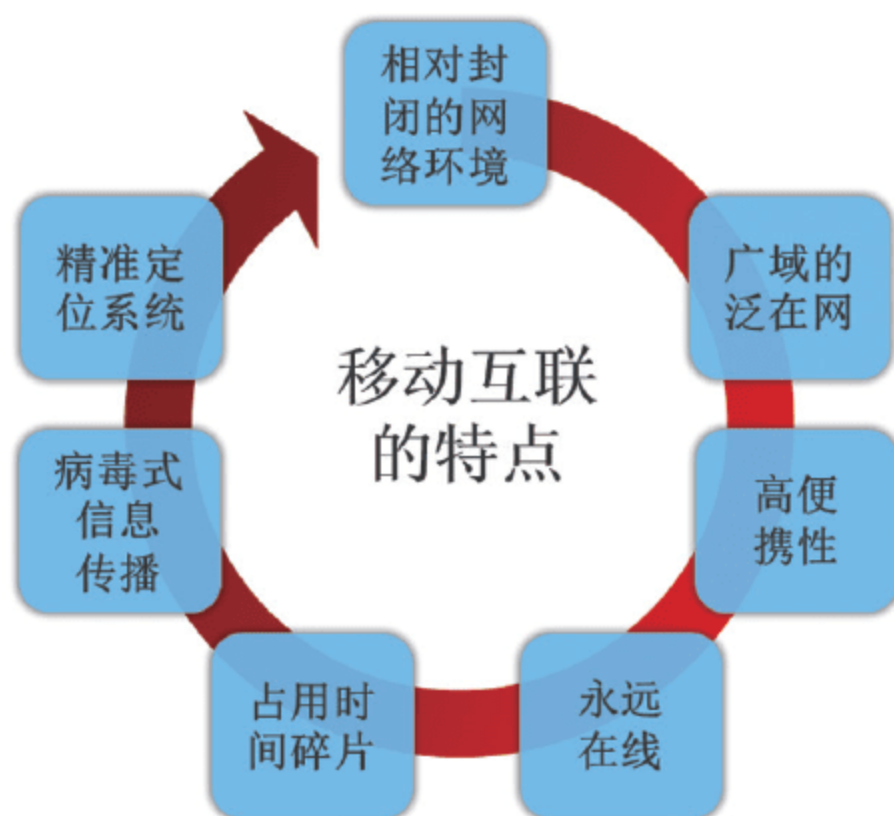 相对封
闭的网
络环境
广域的
泛在网
高便
携性
永远
在线
占用时
间碎片
病毒式
信息
传播
精准定
位系统
移动互联
的特点